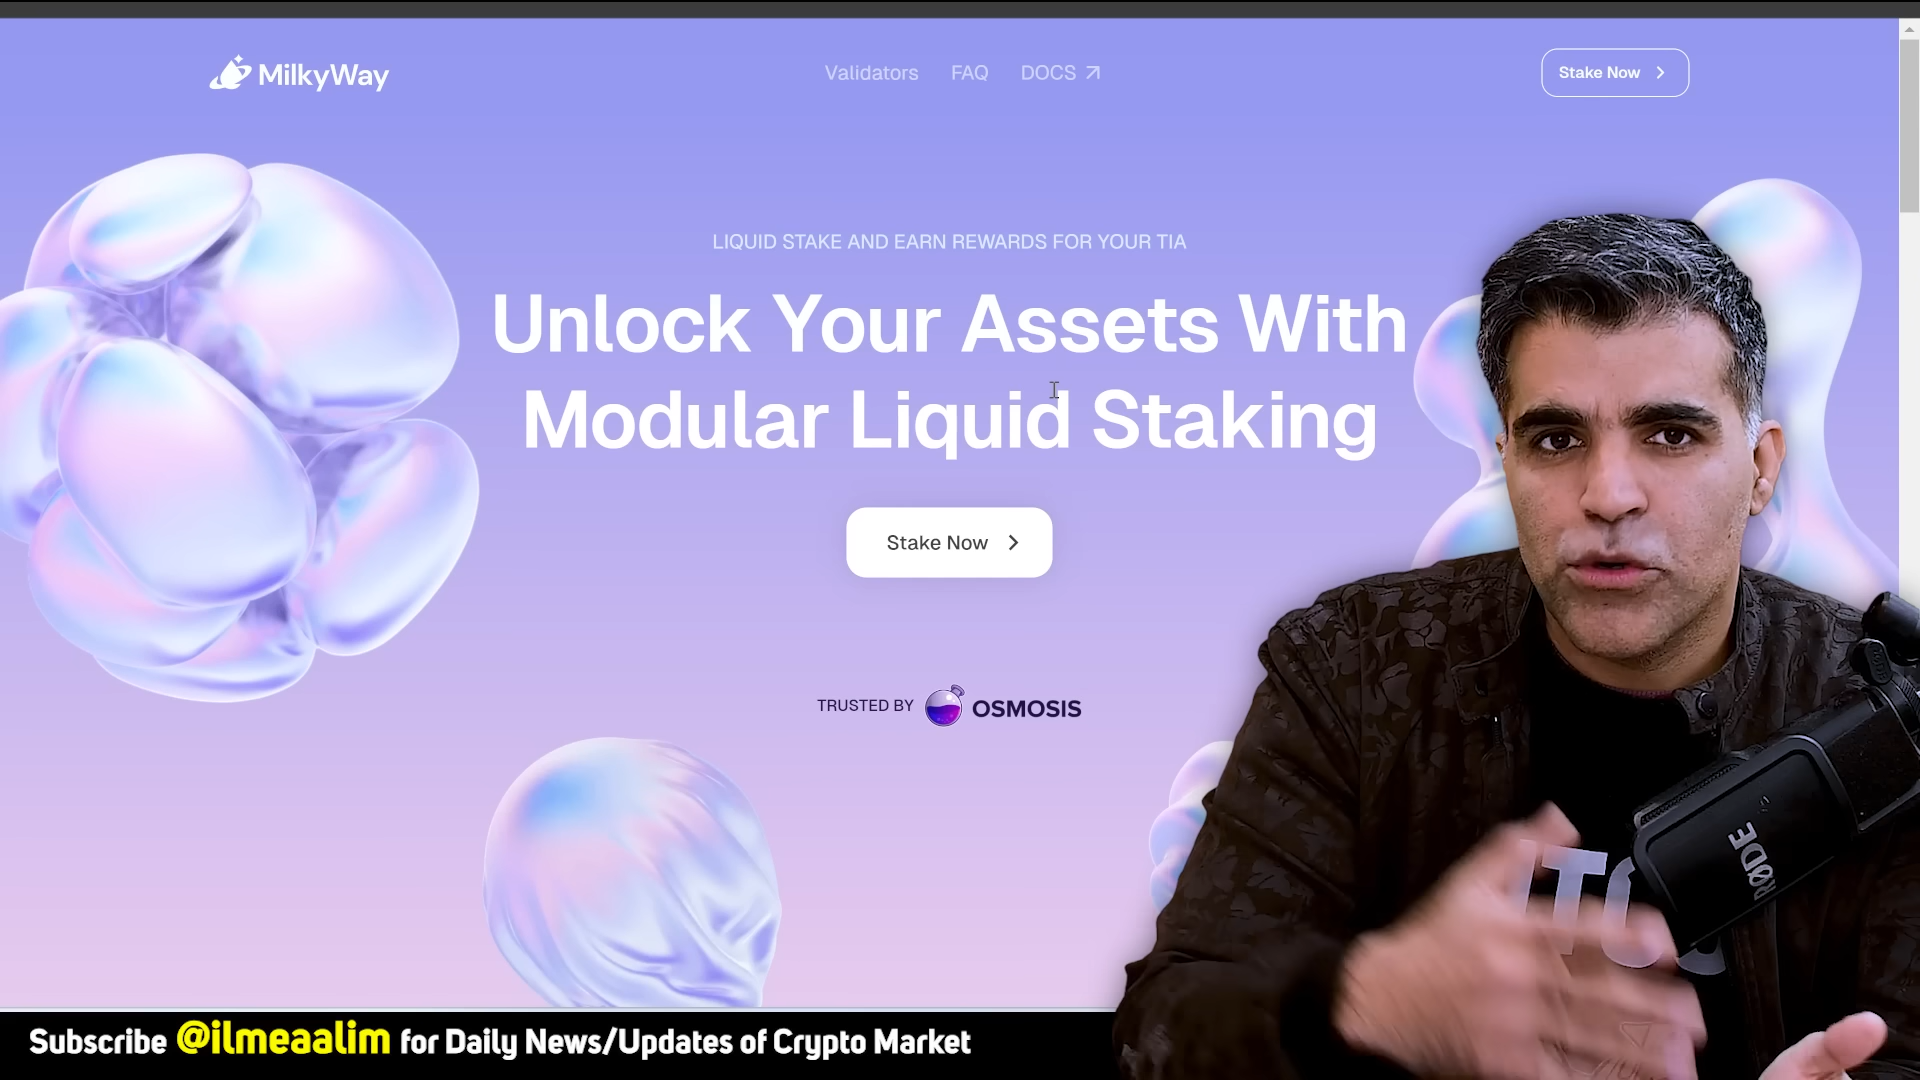 MilkyWay
Validators FAQ DOCS
Stake Now
LIQUID STAKE AND EARN REWARDS FOR YOUR TIA
Unlock Your Assets With
Modular Liquid Staking
Stake Now
TRUSTED BY OSMOSIS
RØDE
Subscribe @ilmeaalim for Daily News/Updates of Crypto Market